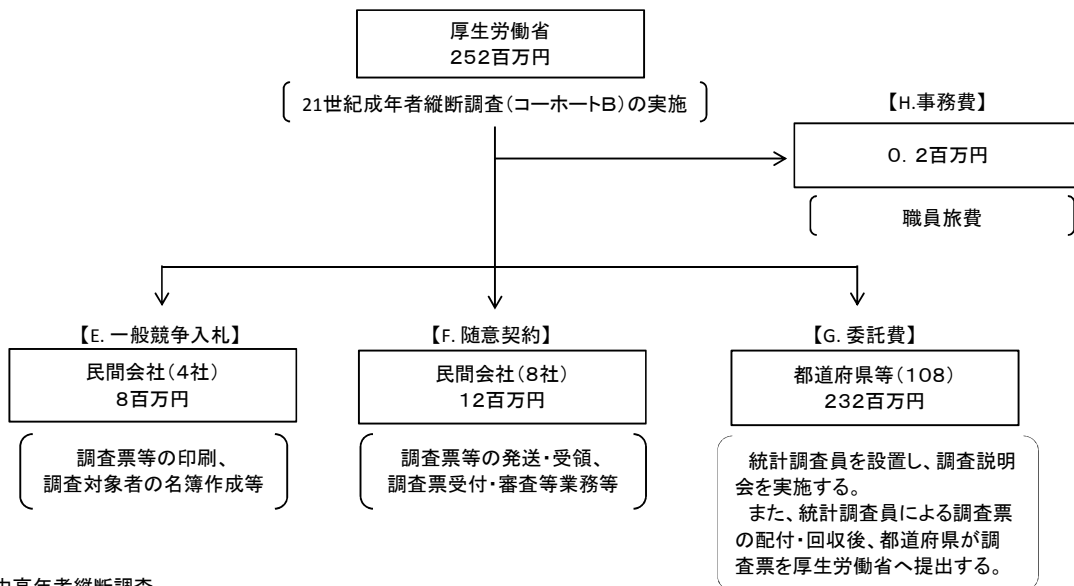 厚生労働省
252百万円
21世紀成年者縦断調査(コーホートB)の実施
【H.事務費】
0.2百万円
職員旅費
【E.一般競争入札】
民間会社(4社)
8百万円
調査票等の印刷、
調査対象者の名簿作成等
【F.随意契約】
民間会社(8社)
12百万円
調査票等の発送・受領、
調査票受付・審査等業務等
【G.委託費】
都道府県等(108)
232百万円
統計調査員を設置し、調査説明
会を実施する。
また、統計調査員による調査票
の配付・回収後、都道府県が調
査票を厚生労働省へ提出する。
中高年者縦断調査